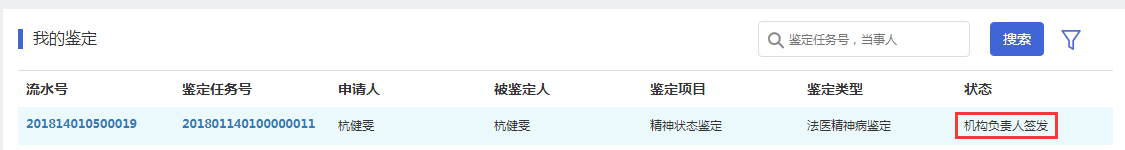 我的鉴定
鉴定任务号，当事人 搜索
流水号 鉴定任务号 申请人 被鉴定人 鉴定项目 鉴定类型 状态
201814010500019 201801140100000011 杭健雯 杭健雯 精神状态鉴定 法医精神病鉴定 机构负责人签发